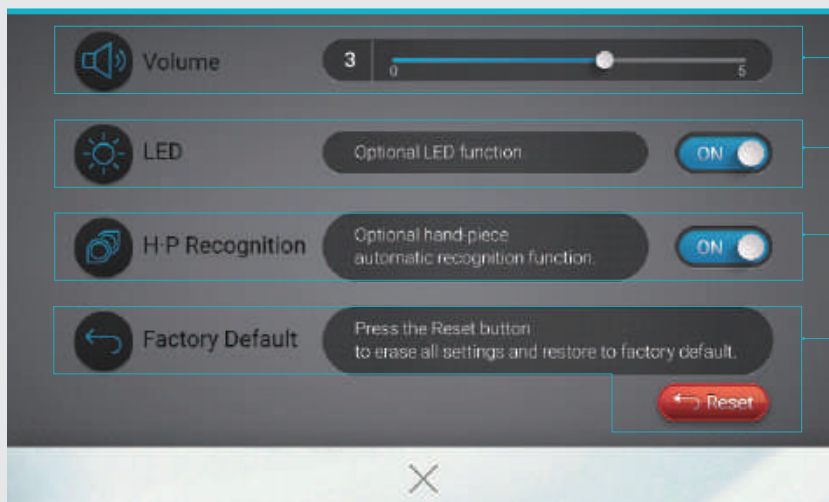 Volume
3
0
5
LED
Optional LED function
ON
H·P Recognition
Optional hand-piece
automatic recognition function.
ON
Factory Default
Press the Reset button
to erase all settings and restore to factory default.
Reset